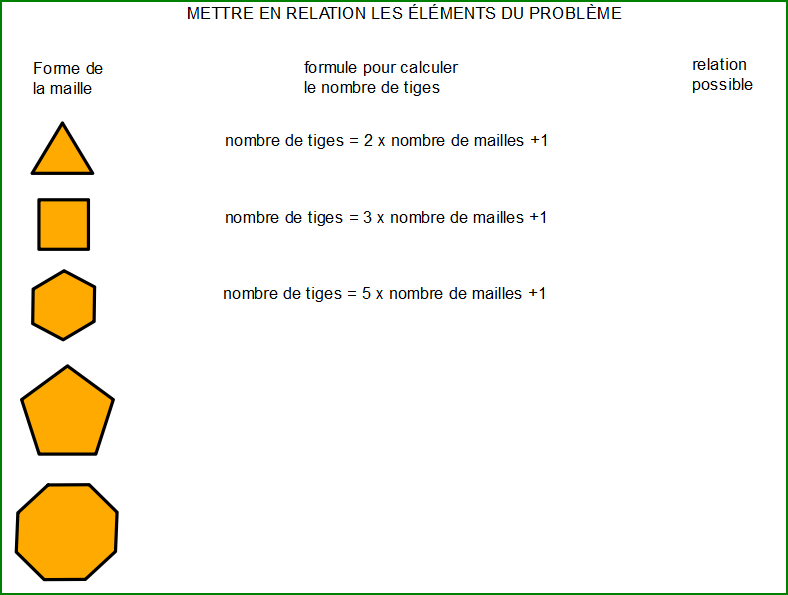 METTRE EN RELATION LES ÉLÉMENTS DU PROBLÈME
Forme de
la maille
formule pour calculer
le nombre de tiges
relation
possible
nombre de tiges = 2 x nombre de mailles +1
nombre de tiges = 3 x nombre de mailles +1
nombre de tiges = 5 x nombre de mailles +1